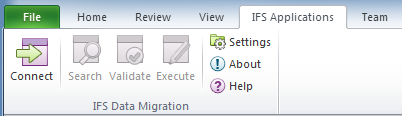 File Home Review View IFS Applications Team
Connect Search Validate Execute
Settings
About
Help
IFS Data Migration